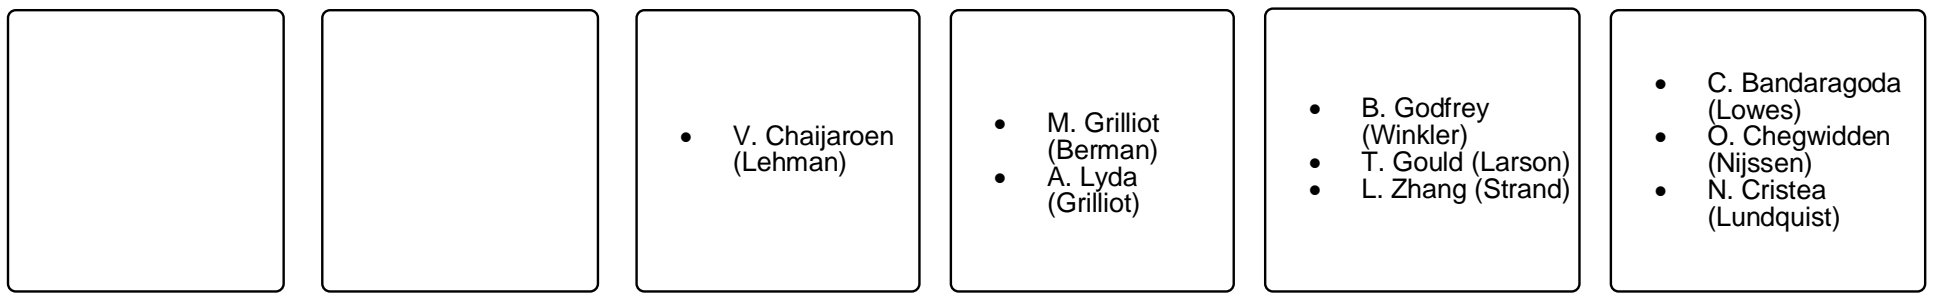 • V. Chaijaroen
(Lehman)
• M. Grilliot
(Berman)
• A. Lyda
(Grilliot)
• B. Godfrey
(Winkler)
• T. Gould (Larson)
• L. Zhang (Strand)
• C. Bandaragoda
(Lowes)
• O. Chegwidden
(Nijssen)
• N. Cristea
(Lundquist)